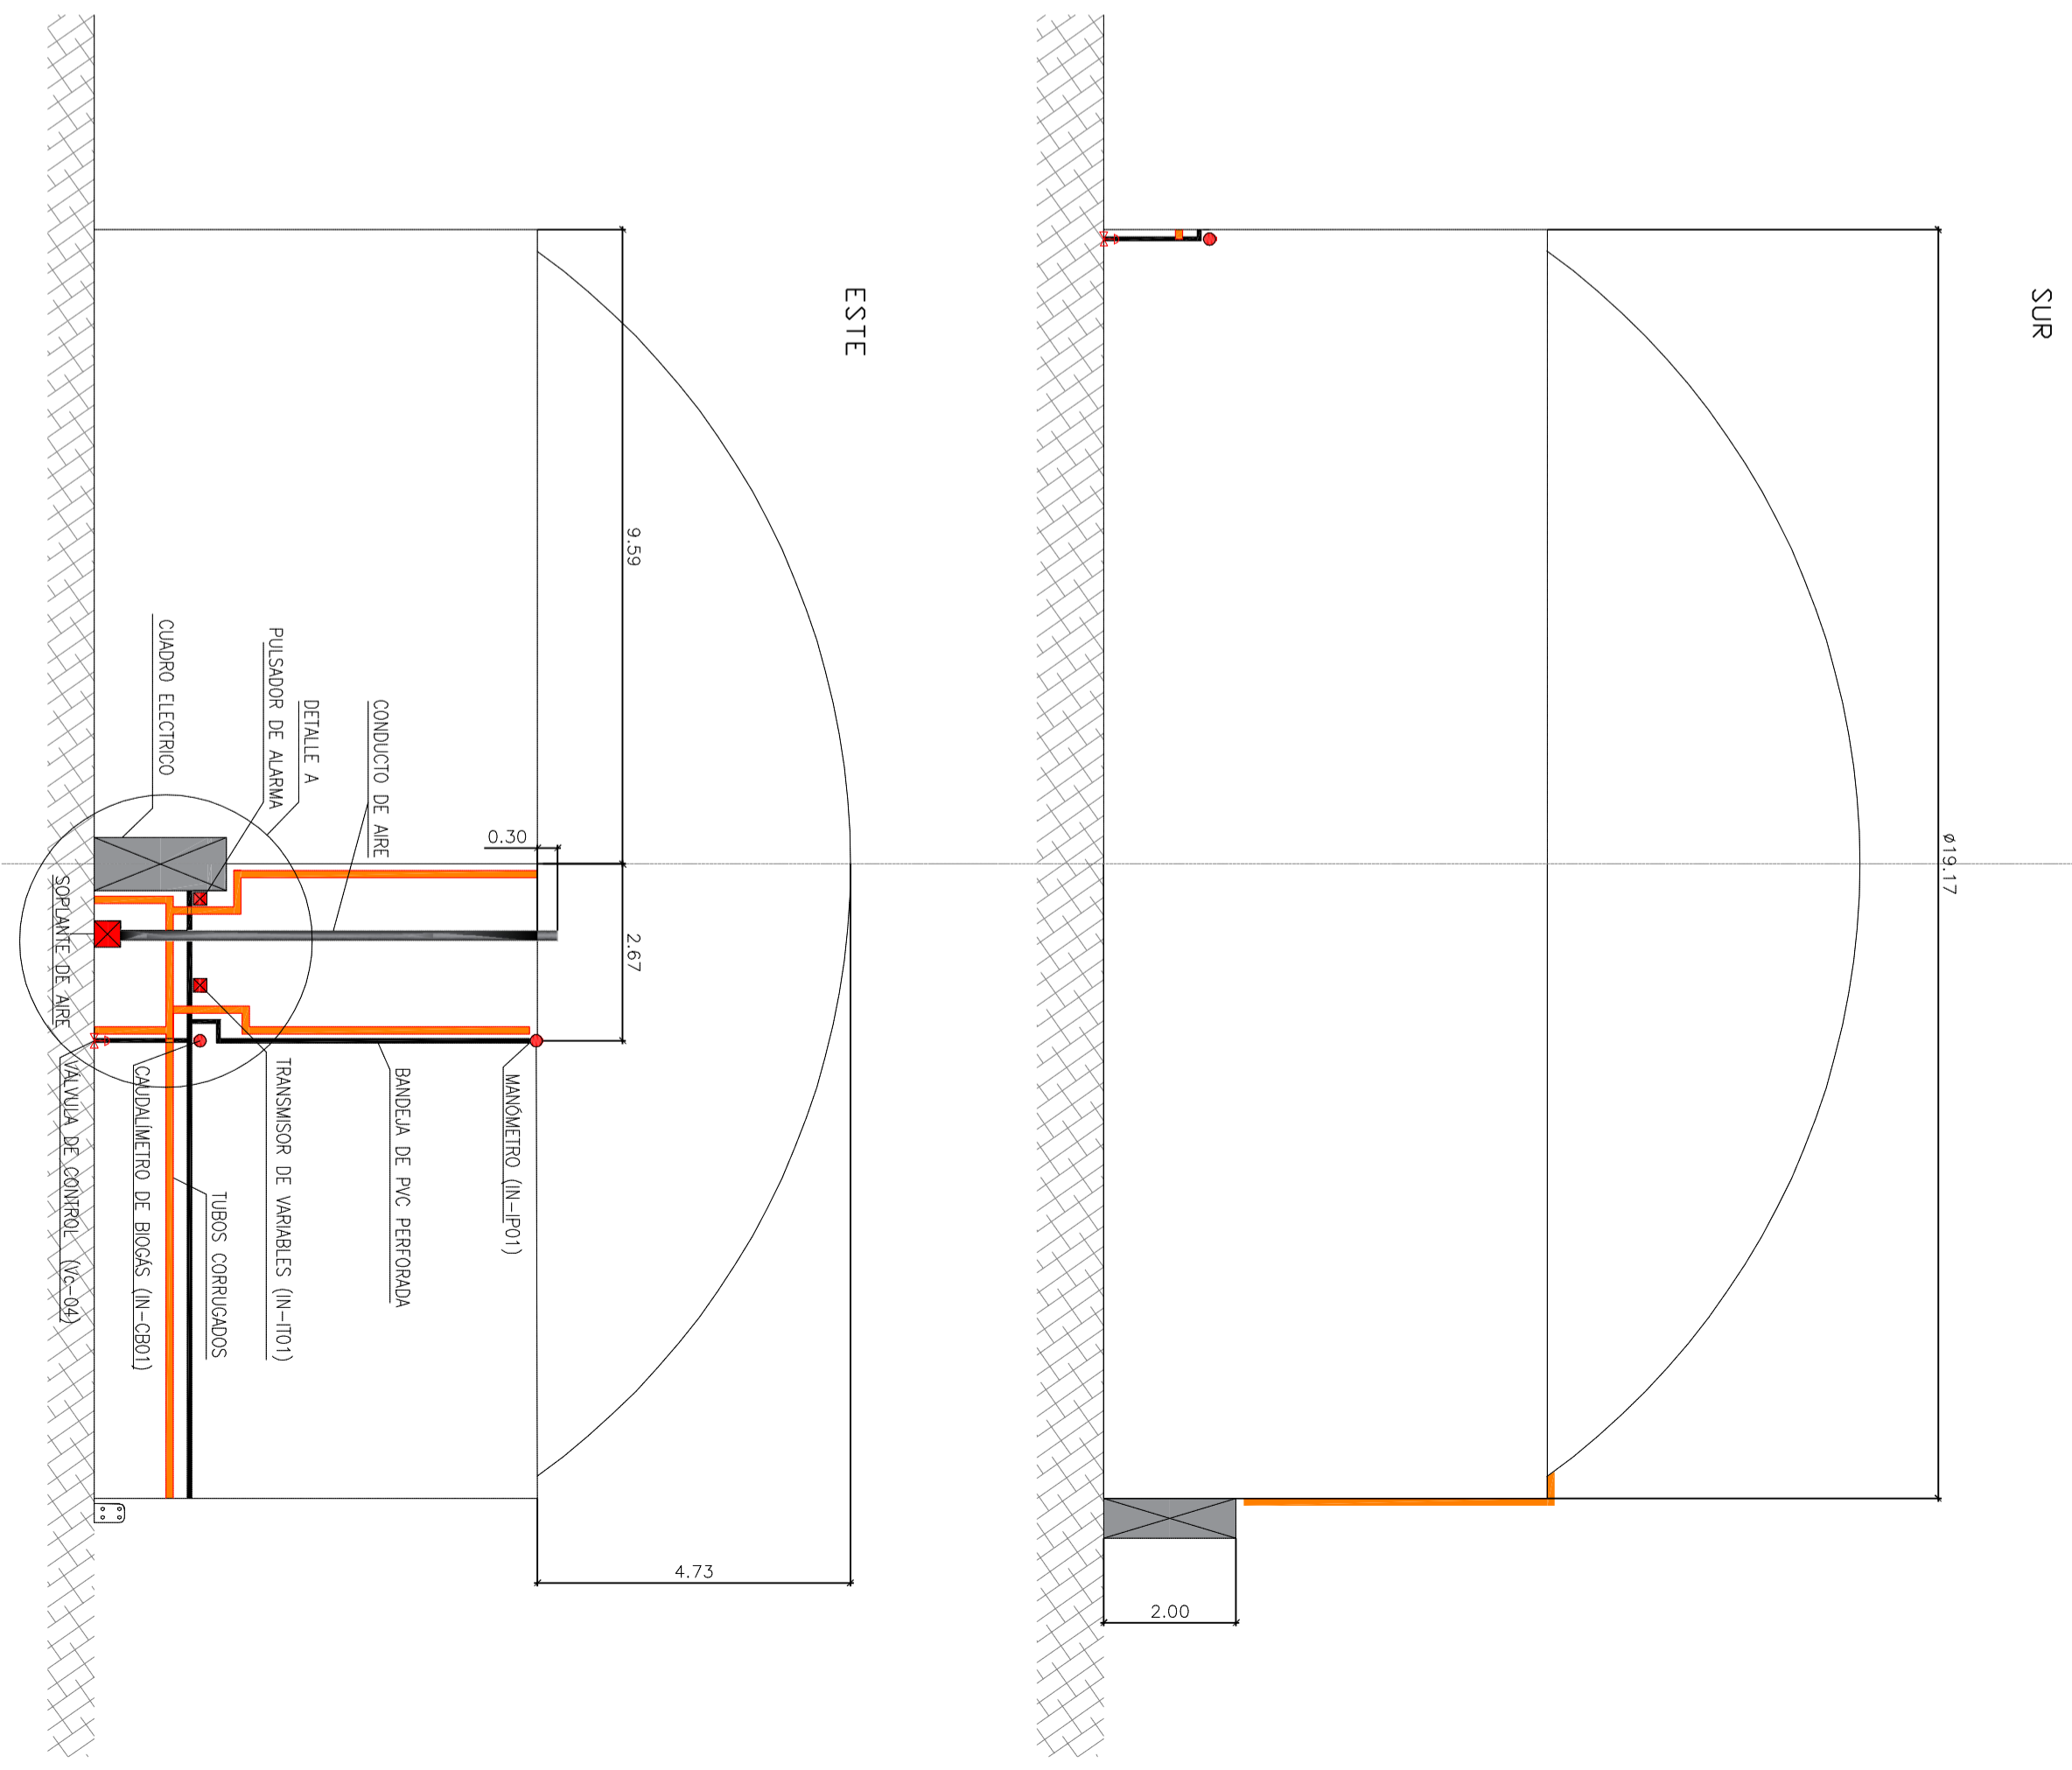 SUR
ø19.17
2.00
ESTE
9.59
2.67
0.30
4.73
CONDUCTO DE AIRE
DETALLE A
PULSADOR DE ALARMA
CUADRO ELECTRICO
SOPLANTE DE AIRE
MANÓMETRO (IN-IP01)
BANDEJA DE PVC PERFORADA
TRANSMISOR DE VARIABLES (IN-IT01)
TUBOS CORRUGADOS
CAUDALÍMETRO DE BIOGÁS (IN-CB01)
VÁLVULA DE CONTROL (Vc-04)